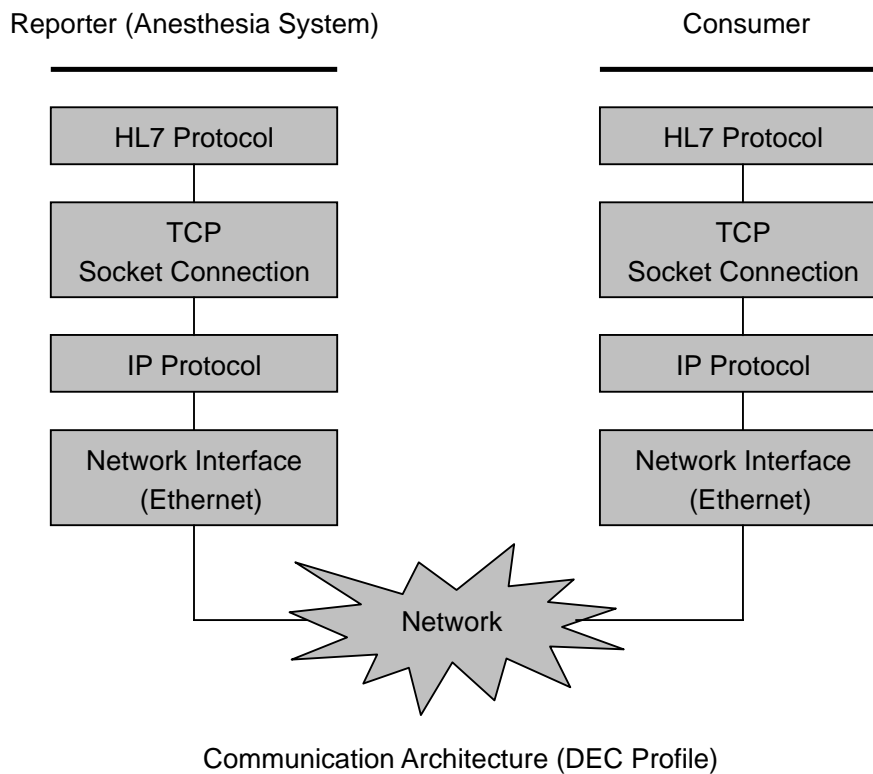 Reporter (Anesthesia System)
HL7 Protocol
TCP
Socket Connection
IP Protocol
Network Interface
(Ethernet)
Consumer
HL7 Protocol
TCP
Socket Connection
IP Protocol
Network Interface
(Ethernet)
Network
Communication Architecture (DEC Profile)